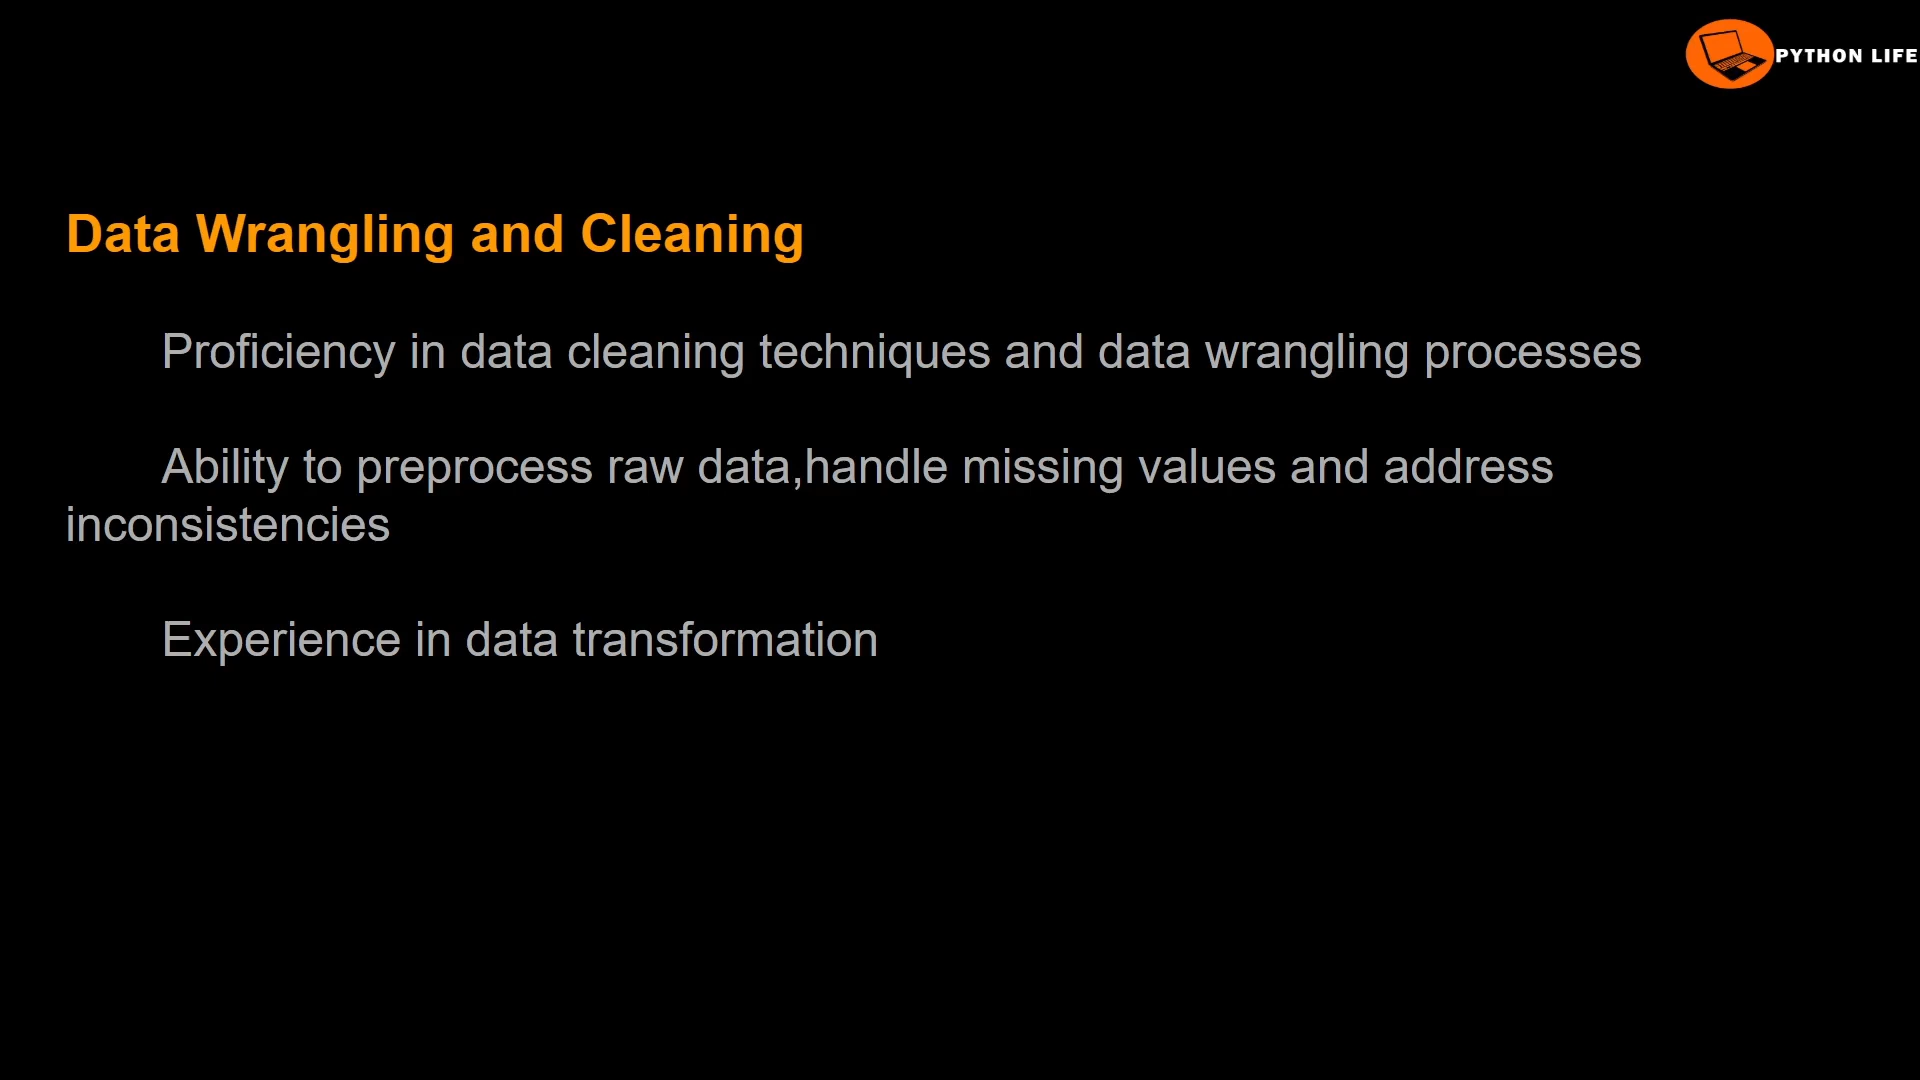 PYTHON LIFE
Data Wrangling and Cleaning
Proficiency in data cleaning techniques and data wrangling processes
Ability to preprocess raw data,handle missing values and address
inconsistencies
Experience in data transformation